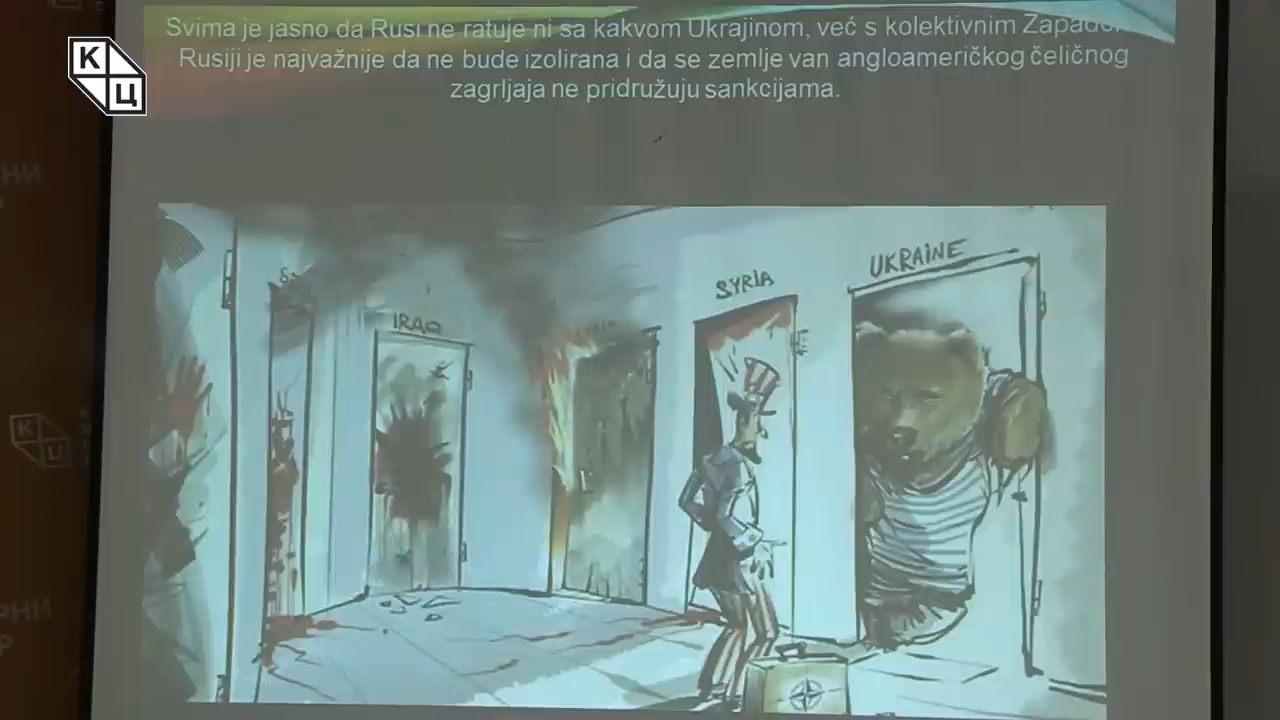 Svima je jasno da Rusi ne ratuje ni sa kakvom Ukrajinom, već s kolektivnim
Rusiji je najvažnije da ne bude izolirana i da se zemlje van angloameričkog čeličnog
zagrljaja ne pridružuju sankcijama.
К
Ц
SYRIA
UKRAINE
IRAQ
К
Ц